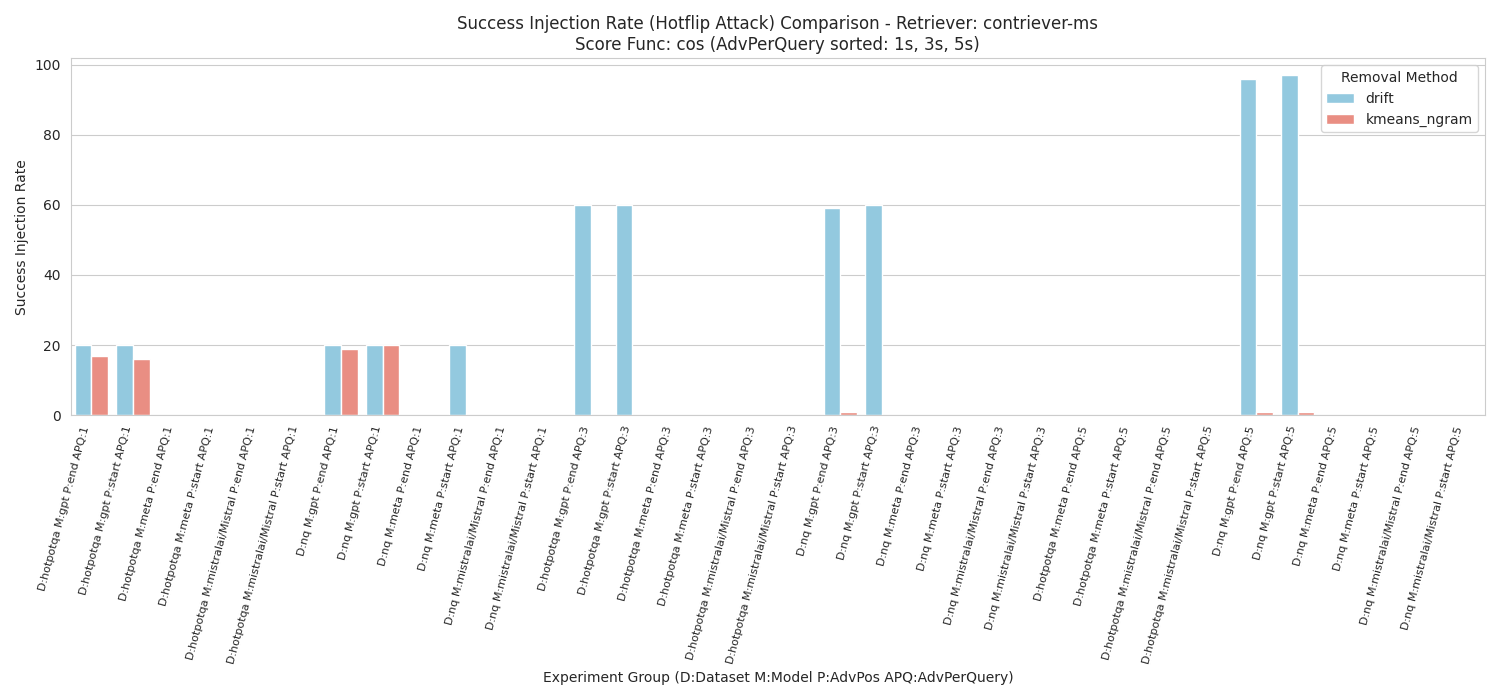 Success Injection Rate (Hotflip Attack) Comparison - Retriever: contriever-ms
Score Func: cos (AdvPerQuery sorted: 1s, 3s, 5s)
Removal Method
drift
kmeans_ngram
Success Injection Rate
100
80
60
40
20
0
D:hotpotqa M:gpt P:end APQ:1
D:hotpotqa M:gpt P:start APQ:1
D:hotpotqa M:meta P:end APQ:1
D:hotpotqa M:meta P:start APQ:1
D:hotpotqa M:mistralai/Mistral P:end APQ:1
D:hotpotqa M:mistralai/Mistral P:start APQ:1
D:nq M:gpt P:end APQ:1
D:nq M:gpt P:start APQ:1
D:nq M:meta P:end APQ:1
D:nq M:meta P:start APQ:1
D:nq M:mistralai/Mistral P:end APQ:1
D:nq M:mistralai/Mistral P:start APQ:1
D:hotpotqa M:gpt P:end APQ:3
D:hotpotqa M:gpt P:start APQ:3
D:hotpotqa M:meta P:end APQ:3
D:hotpotqa M:meta P:start APQ:3
D:hotpotqa M:mistralai/Mistral P:end APQ:3
D:hotpotqa M:mistralai/Mistral P:start APQ:3
D:nq M:gpt P:end APQ:3
D:nq M:gpt P:start APQ:3
D:nq M:meta P:end APQ:3
D:nq M:meta P:start APQ:3
D:nq M:mistralai/Mistral P:end APQ:3
D:nq M:mistralai/Mistral P:start APQ:3
D:hotpotqa M:meta P:end APQ:5
D:hotpotqa M:meta P:start APQ:5
D:hotpotqa M:mistralai/Mistral P:end APQ:5
D:hotpotqa M:mistralai/Mistral P:start APQ:5
D:nq M:gpt P:end APQ:5
D:nq M:gpt P:start APQ:5
D:nq M:meta P:end APQ:5
D:nq M:meta P:start APQ:5
D:nq M:mistralai/Mistral P:end APQ:5
D:nq M:mistralai/Mistral P:start APQ:5
Experiment Group (D:Dataset M:Model P:AdvPos APQ:AdvPerQuery)